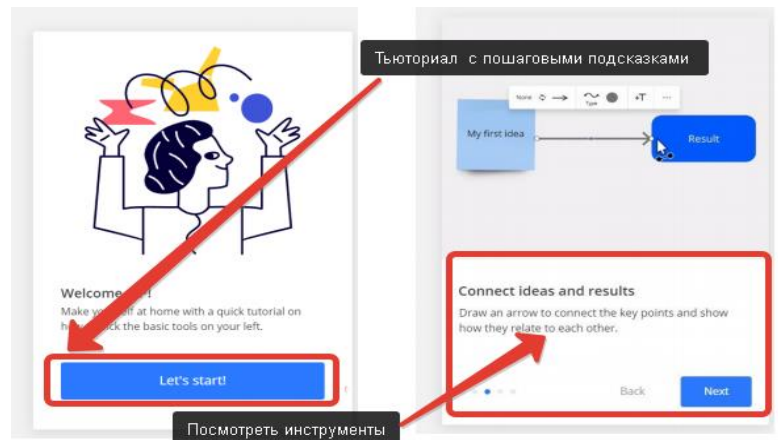 Тьюториал с пошаговыми подсказками
None
Type
T
My first idea
Result
Welcome
Make yo self at home with a quick tutorial on
ck the basic tools on your left.
Let's start!
Connect ideas and results
Draw an arrow to connect the key points and show
how they relate to each other.
Back
Next
Посмотреть инструменты